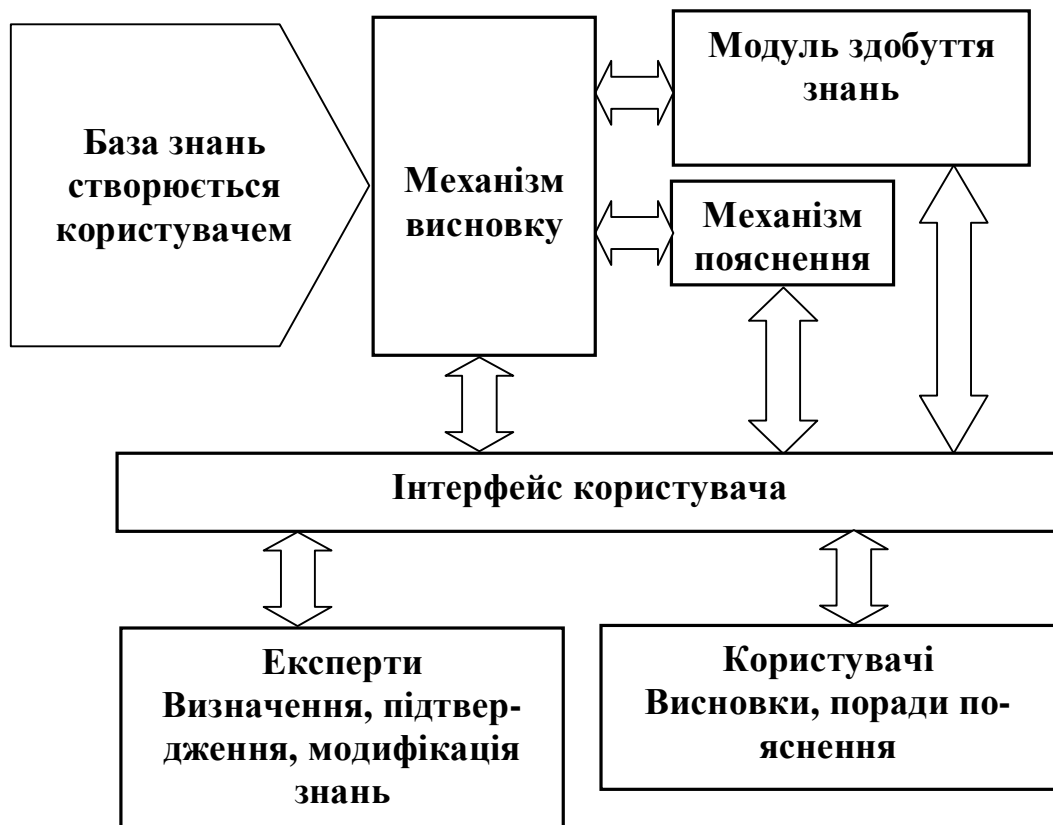 База знань
створюється
користувачем
Механізм
висновку
Модуль здобуття
знань
Механізм
пояснення
Інтерфейс користувача
Експерти
Визначення, підтвер-
дження, модифікація
знань
Користувачі
Висновки, поради по-
яснення